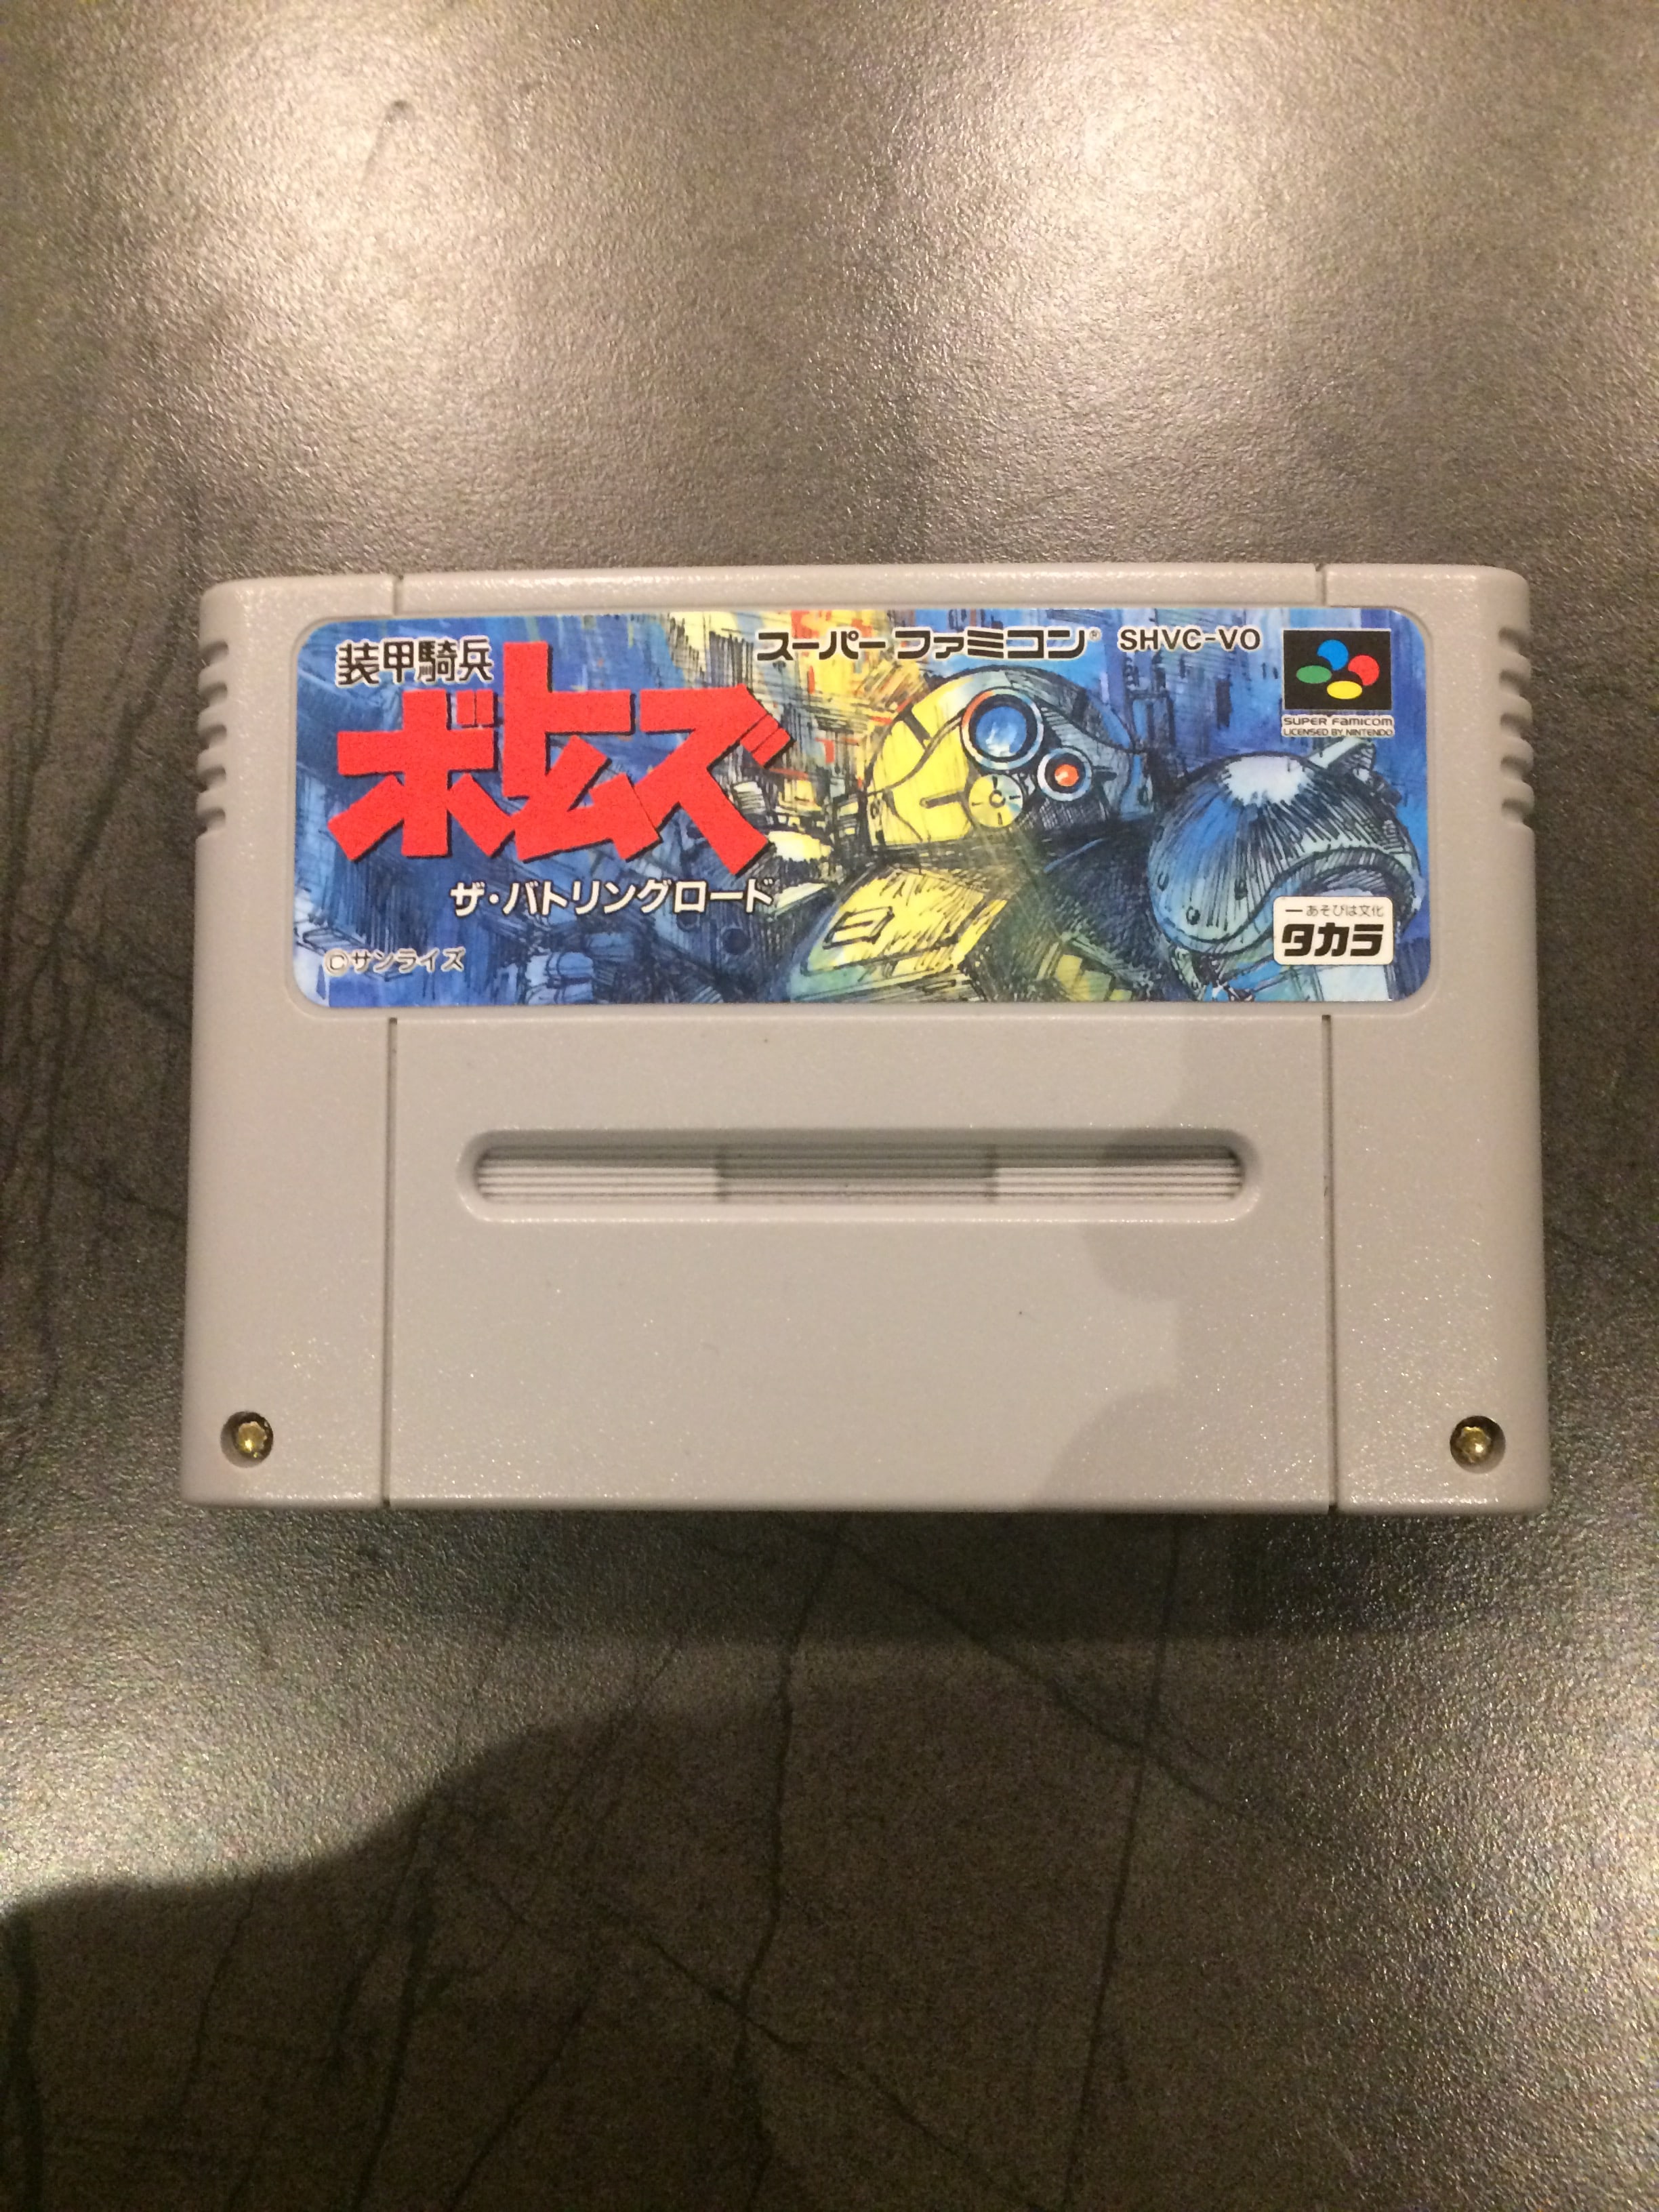 装甲騎兵
ボトムズ
ザ・バトリングロード
©サンライズ
スーパーファミコン® SHVC-VO
SUPER FAMICOM
LICENSED BY NINTENDO
あそびは文化
タカラ